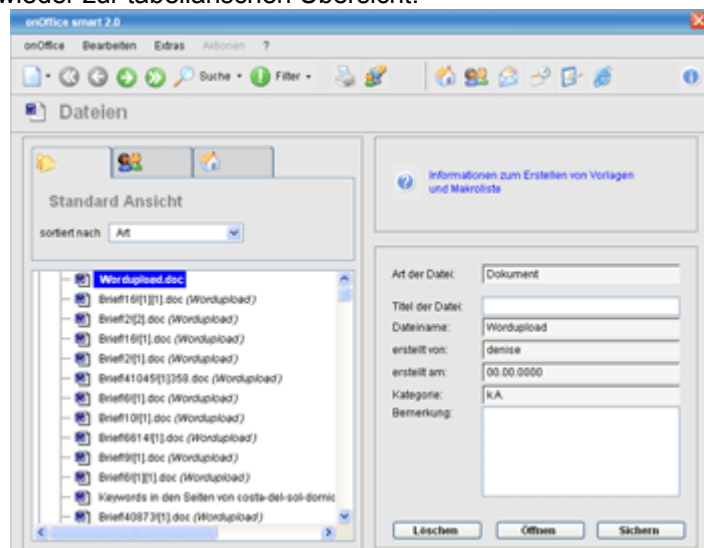 wieder zur tabellarischen Übersicht.
onOffice smart 2.0
onOffice Bearbeiten Extras Aktionen ?
Suche Filter
Dateien
Standard Ansicht
sortiert nach Art
Wordupload.doc
Brief16[1][1].doc (Wordupload)
Brief2[2].doc (Wordupload)
Brief16[1].doc (Wordupload)
Brief2[1].doc (Wordupload)
Brief41045[1]358.doc (Wordupload)
Brief6[1].doc (Wordupload)
Brief10[1].doc (Wordupload)
Brief6614[1].doc (Wordupload)
Brief9[1].doc (Wordupload)
Brief6[1][1].doc (Wordupload)
Keywords in den Seiten von costa-del-sol-domic
Brief40873[1].doc (Wordupload)
Informationen zum Erstellen von Vorlagen
und Makroliste
Art der Datei: Dokument
Titel der Datei:
Dateiname: Wordupload
erstellt von: denise
erstellt am: 00.00.0000
Kategorie: k.A.
Bemerkung:
Löschen Öffnen Sichern